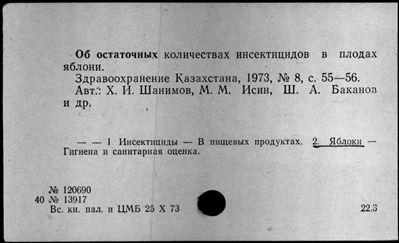 Об остаточных количествах инсектицидов в плодах
яблони.
Здравоохранение Казахстана, 1973, № 8, с. 55—56.
Авт.: Х. И. Шанимов, М. М. Исин, Ш. А. Баканов
и др.
— — 1 Инсектициды — В пищевых продуктах. 2. Яблоки —
Гигиена и санитарная оценка.
№ 120690
40 № 13917
Вс. кн. пал. и ЦМБ 25 X 73 22.3